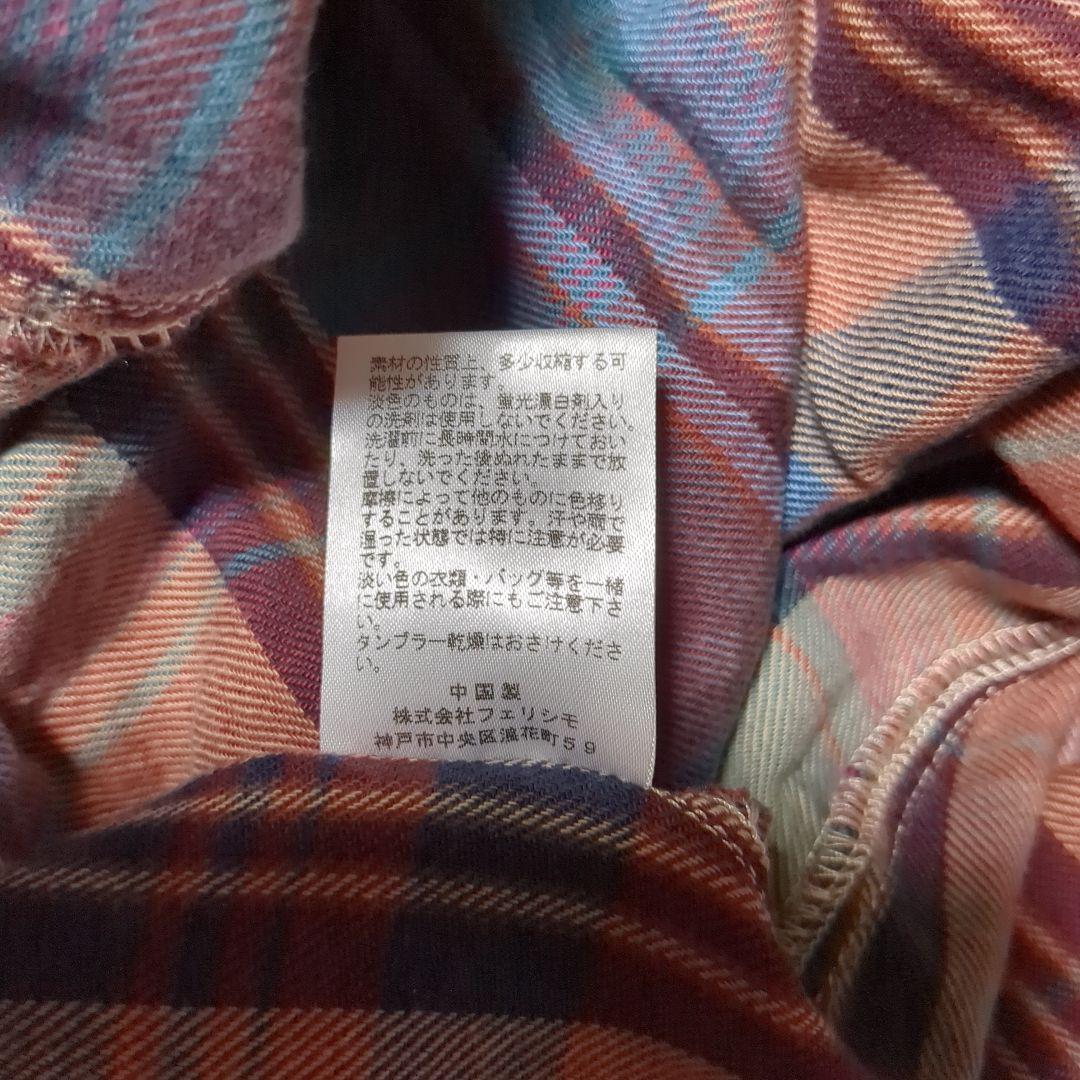 素材の性質上、多少収縮する可
能性があります。
淡色のものは、蛍光漂白剤入り
の洗剤は使用しないでください。
洗濯前に長時間水につけておい
たり、洗った後ぬれたままで放
置しないでください。
摩擦によって他のものに色移り
することがあります。汗や雨で
湿った状態では特に注意が必要
です。
淡い色の衣類・バッグ等を一緒
に使用される際にもご注意下さ
い。
タンブラー乾燥はおさけくださ
い。
中国製
株式会社フェリシモ
神戸市中央区浪花町59